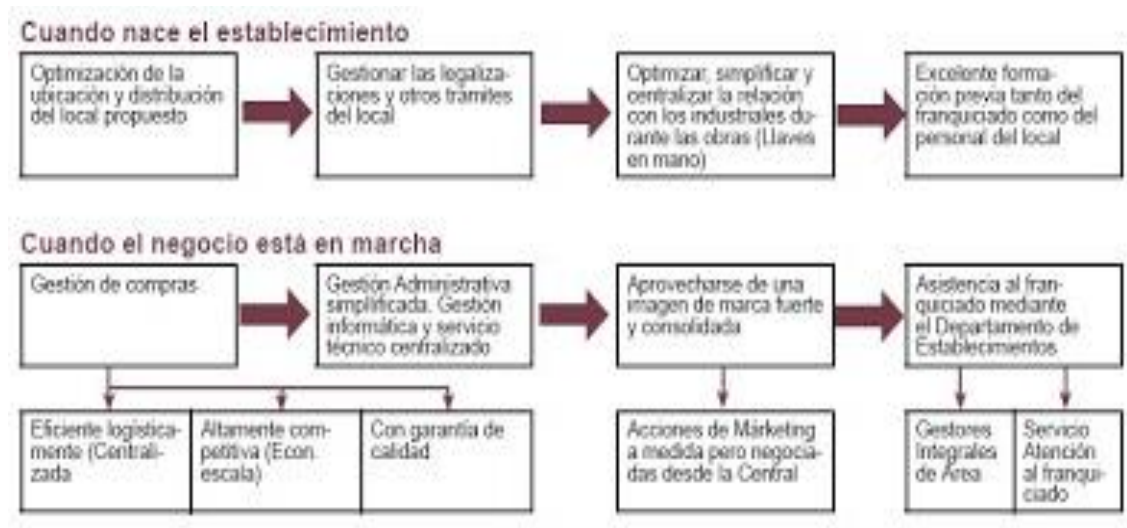 Cuando nace el establecimiento
Optimización de la
ubicación y distribución
del local propuesto
Gestionar las legaliza-
ciones y otros trámites
del local
Optimizar, simplificar y
centralizar la relación
con los industriales du-
rante las obras (Llaves
en mano)
Excelente forma-
ción previa tanto del
franquiciado como del
personal del local
Cuando el negocio está en marcha
Gestión de compras
Gestión Administrativa
simplificada. Gestión
informática y servicio
técnico centralizado
Aprovecharse de una
imagen de marca fuerte
y consolidada
Asistencia al fran-
quiciado mediante
el Departamento de
Establecimientos
Eficiente logística-
mente (Centrali-
zada
Altamente com-
petitiva (Econ.
escala)
Con garantía de
calidad
Acciones de Márketing
a medida pero negocia-
das desde la Central
Gestores
Integrales
de Área
Servicio
Atención
al franqui-
ciado